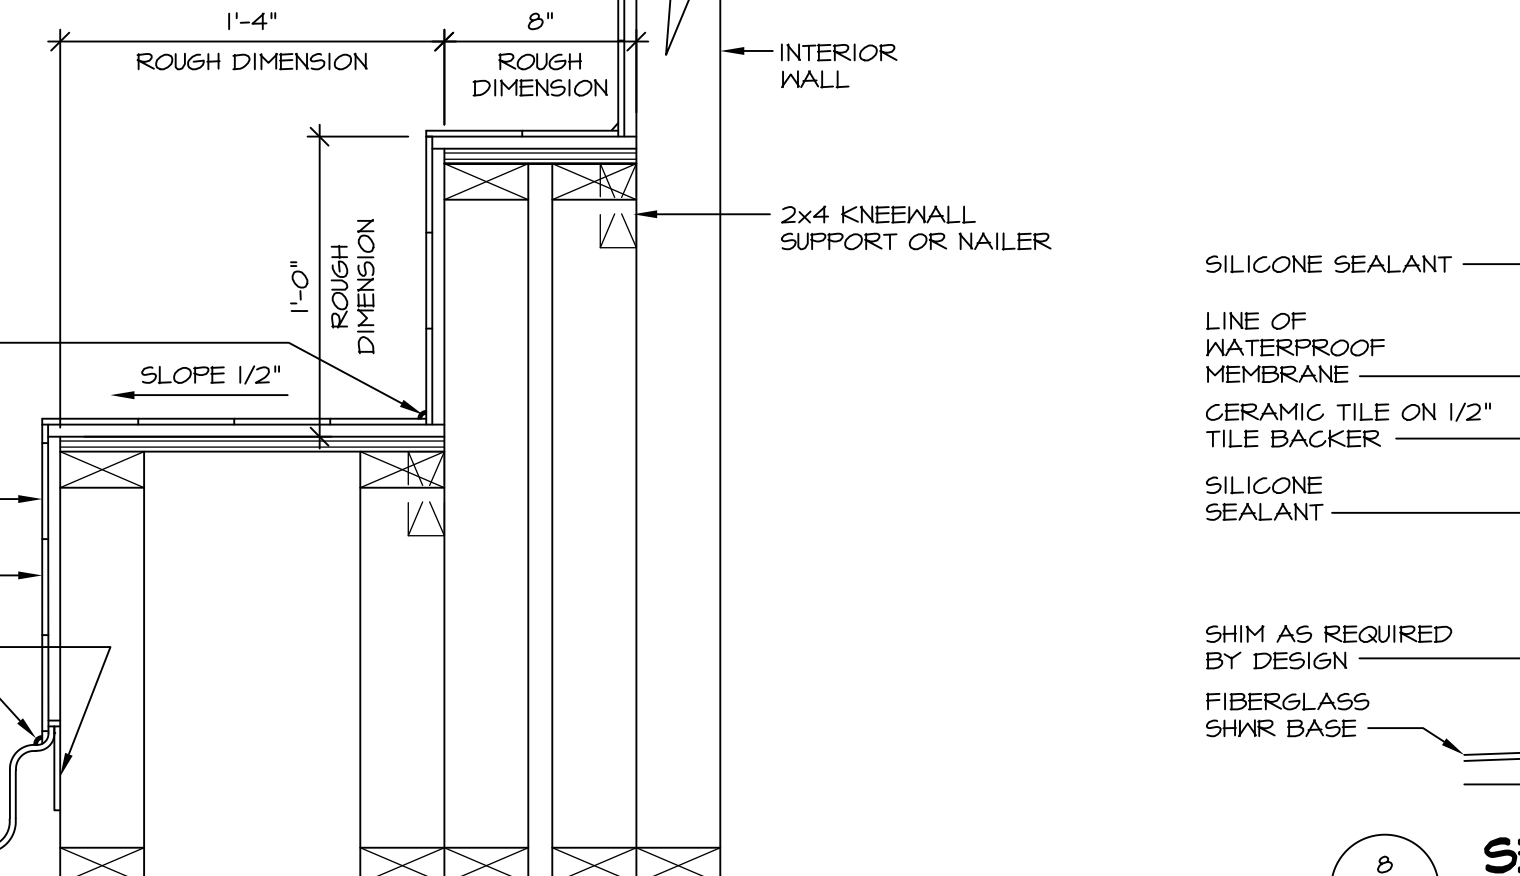 1'-4"
ROUGH DIMENSION
8"
ROUGH
DIMENSION
INTERIOR
WALL
1'-0"
ROUGH
DIMENSION
2x4 KNEEWALL
SUPPORT OR NAILER
SLOPE 1/2"
SILICONE SEALANT
LINE OF
WATERPROOF
MEMBRANE
CERAMIC TILE ON 1/2"
TILE BACKER
SILICONE
SEALANT
SHIM AS REQUIRED
BY DESIGN
FIBERGLASS
SHWR BASE
8